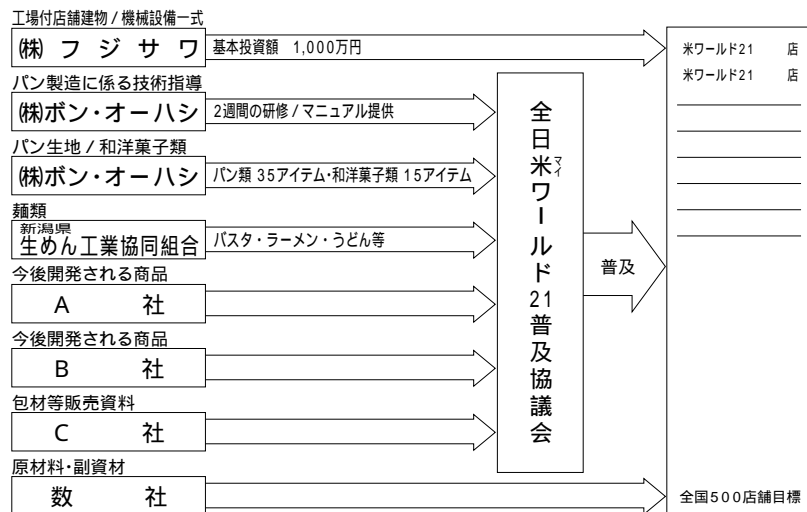 工場付店舗建物/機械設備一式
㈱フジサワ
基本投資額 1,000万円
パン製造に係る技術指導
㈱ボン・オーハシ
2週間の研修/マニュアル提供
パン生地/和洋菓子類
㈱ボン・オーハシ
パン類 35アイテム・和洋菓子類 15アイテム
麺類
新潟県
生めん工業協同組合
パスタ・ラーメン・うどん等
今後開発される商品
A 社
今後開発される商品
B 社
包材等販売資料
C 社
原材料・副資材
数 社
全日米ワールド21普及協議会
マイ
普及
米ワールド21 店
米ワールド21 店
全国500店舗目標